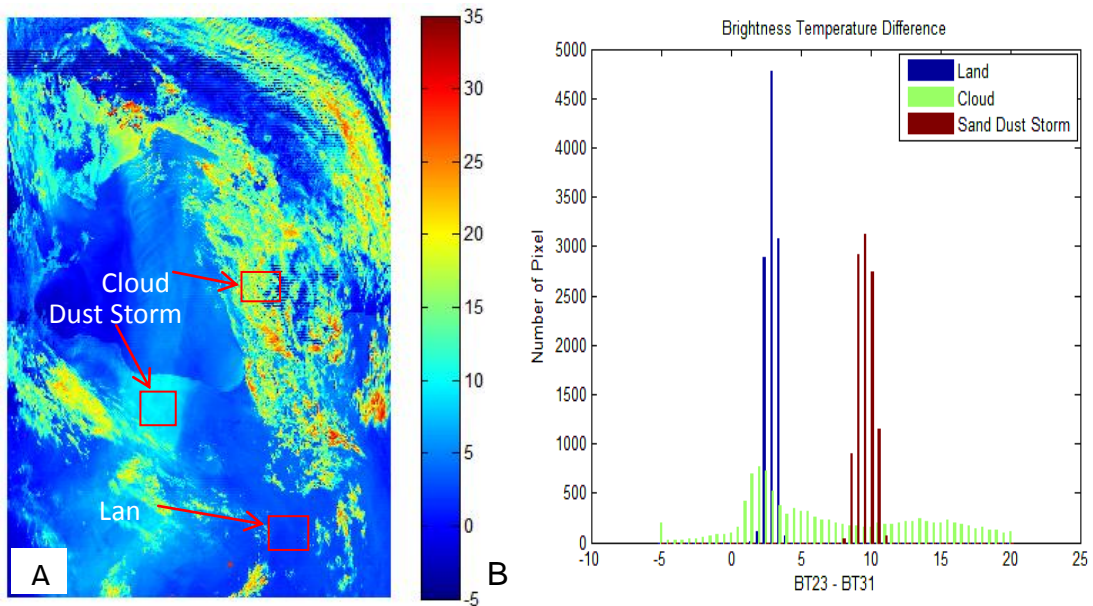 35
30
25
20
15
10
5
0
-5
Cloud
Dust Storm
Lan
A
B
Brightness Temperature Difference
5000
4500
4000
3500
3000
2500
2000
1500
1000
500
0
Number of Pixel
Land
Cloud
Sand Dust Storm
-10 -5 0 5 10 15 20 25
BT23 - BT31